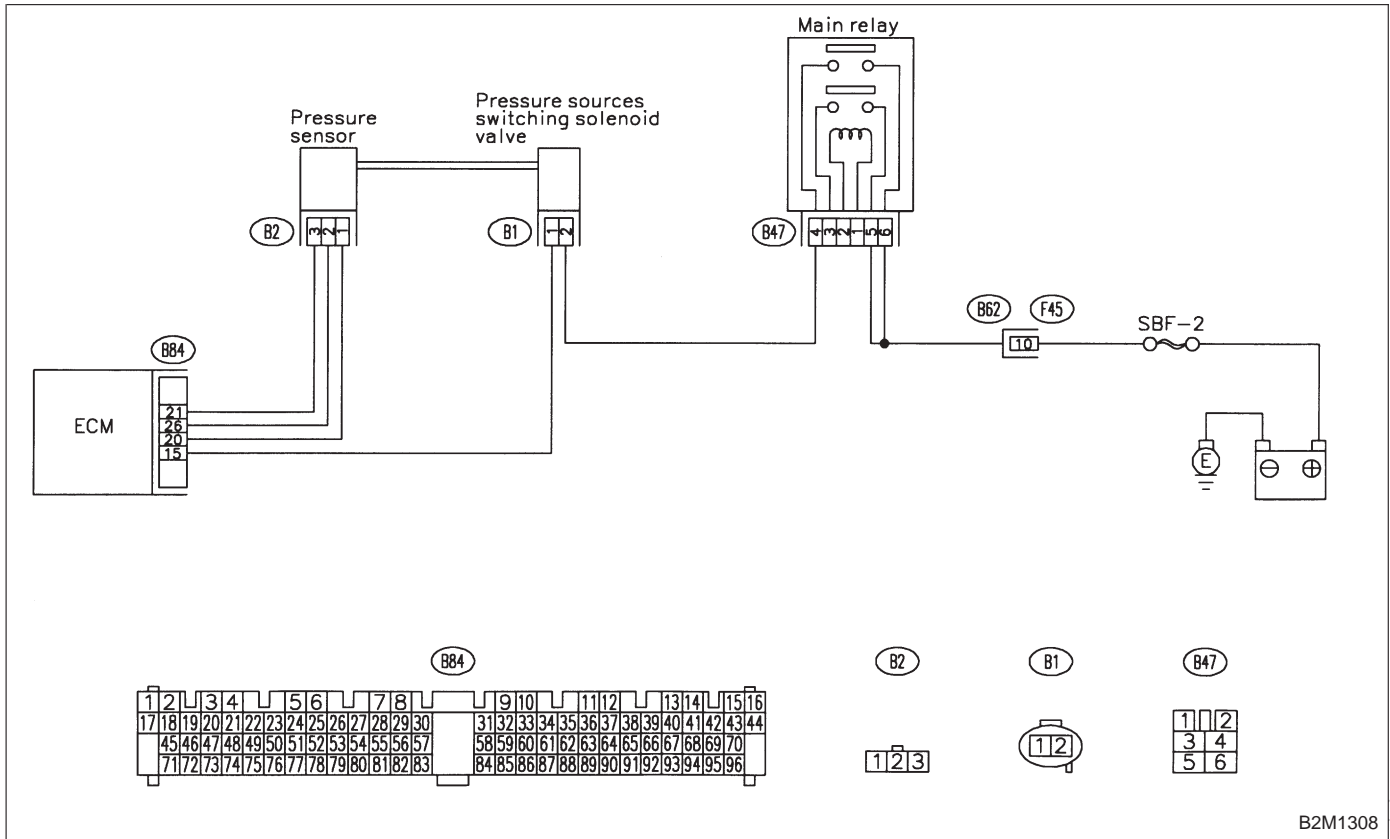 Main relay
Pressure sources
switching solenoid
valve
Pressure
sensor
B2
3 2 1
B1
1 2
B47
4 3 2 1 5 6
B62
F45
10
SBF-2
B84
ECM
21
26
20
15
E
⊖ ⊕
B84
B2
B1
B47
1 2 3 4 5 6 7 8 9 10 11 12 13 14 15 16
17 18 19 20 21 22 23 24 25 26 27 28 29 30 31 32 33 34 35 36 37 38 39 40 41 42 43 44
45 46 47 48 49 50 51 52 53 54 55 56 57 58 59 60 61 62 63 64 65 66 67 68 69 70
71 72 73 74 75 76 77 78 79 80 81 82 83 84 85 86 87 88 89 90 91 92 93 94 95 96
1 2 3
1 2
1 2
3 4
5 6
B2M1308